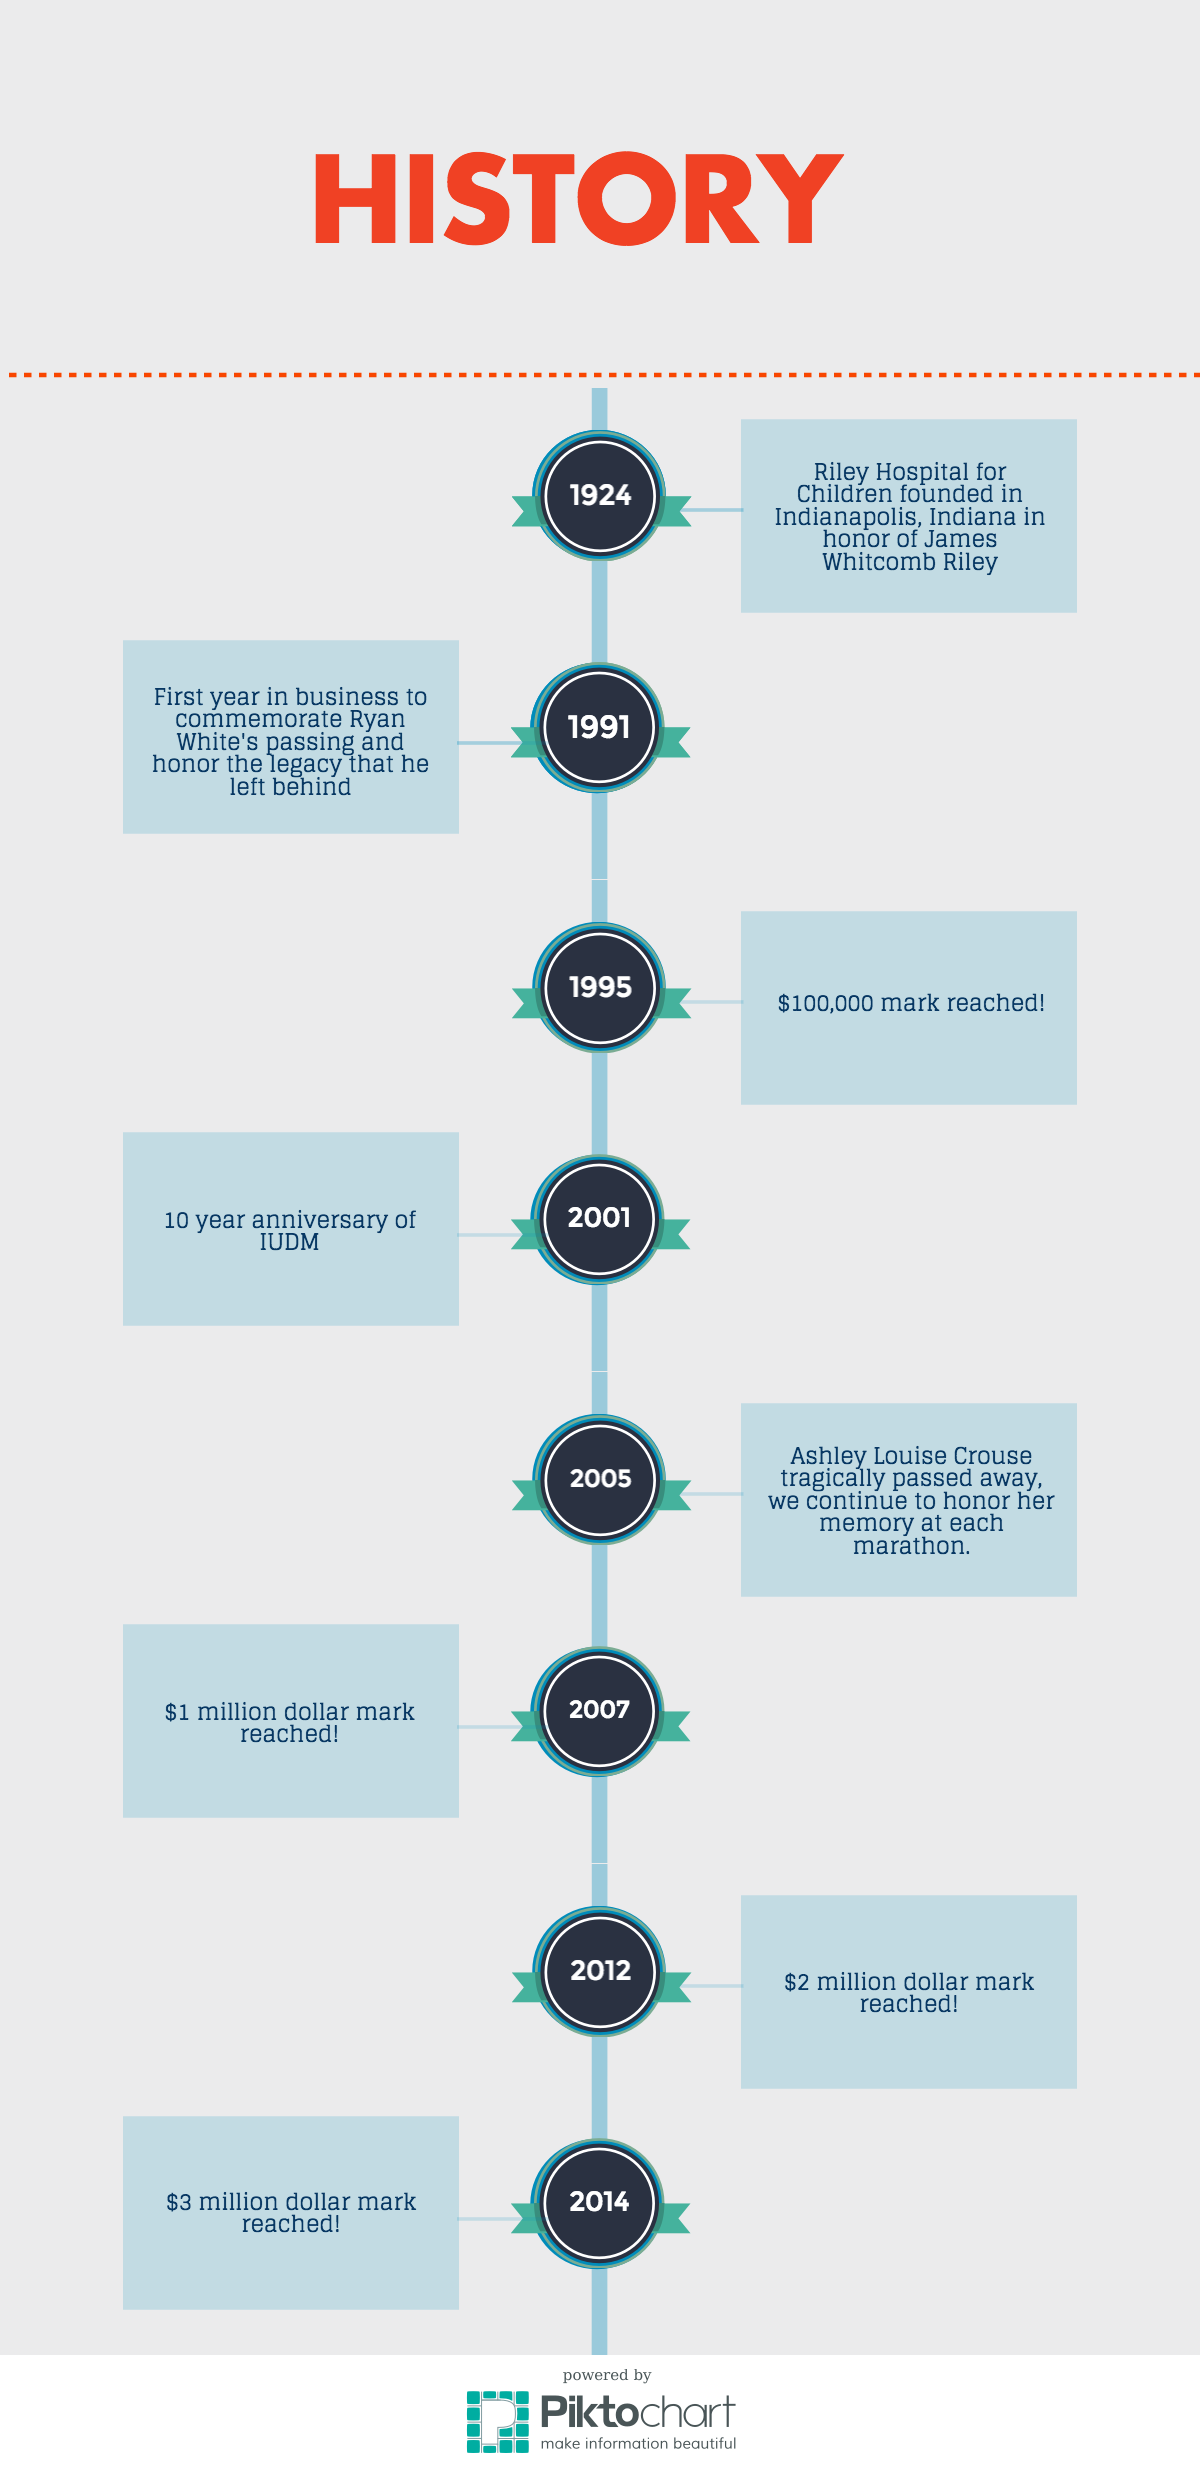 HISTORY
1924
Riley Hospital for
Children founded in
Indianapolis, Indiana in
honor of James
Whitcomb Riley
First year in business to
commemorate Ryan
White's passing and
honor the legacy that he
left behind
1991
1995
$100,000 mark reached!
10 year anniversary of
IUDM
2001
2005
Ashley Louise Crouse
tragically passed away,
we continue to honor her
memory at each
marathon.
$1 million dollar mark
reached!
2007
2012
$2 million dollar mark
reached!
$3 million dollar mark
reached!
2014
powered by
Piktochart
make information beautiful